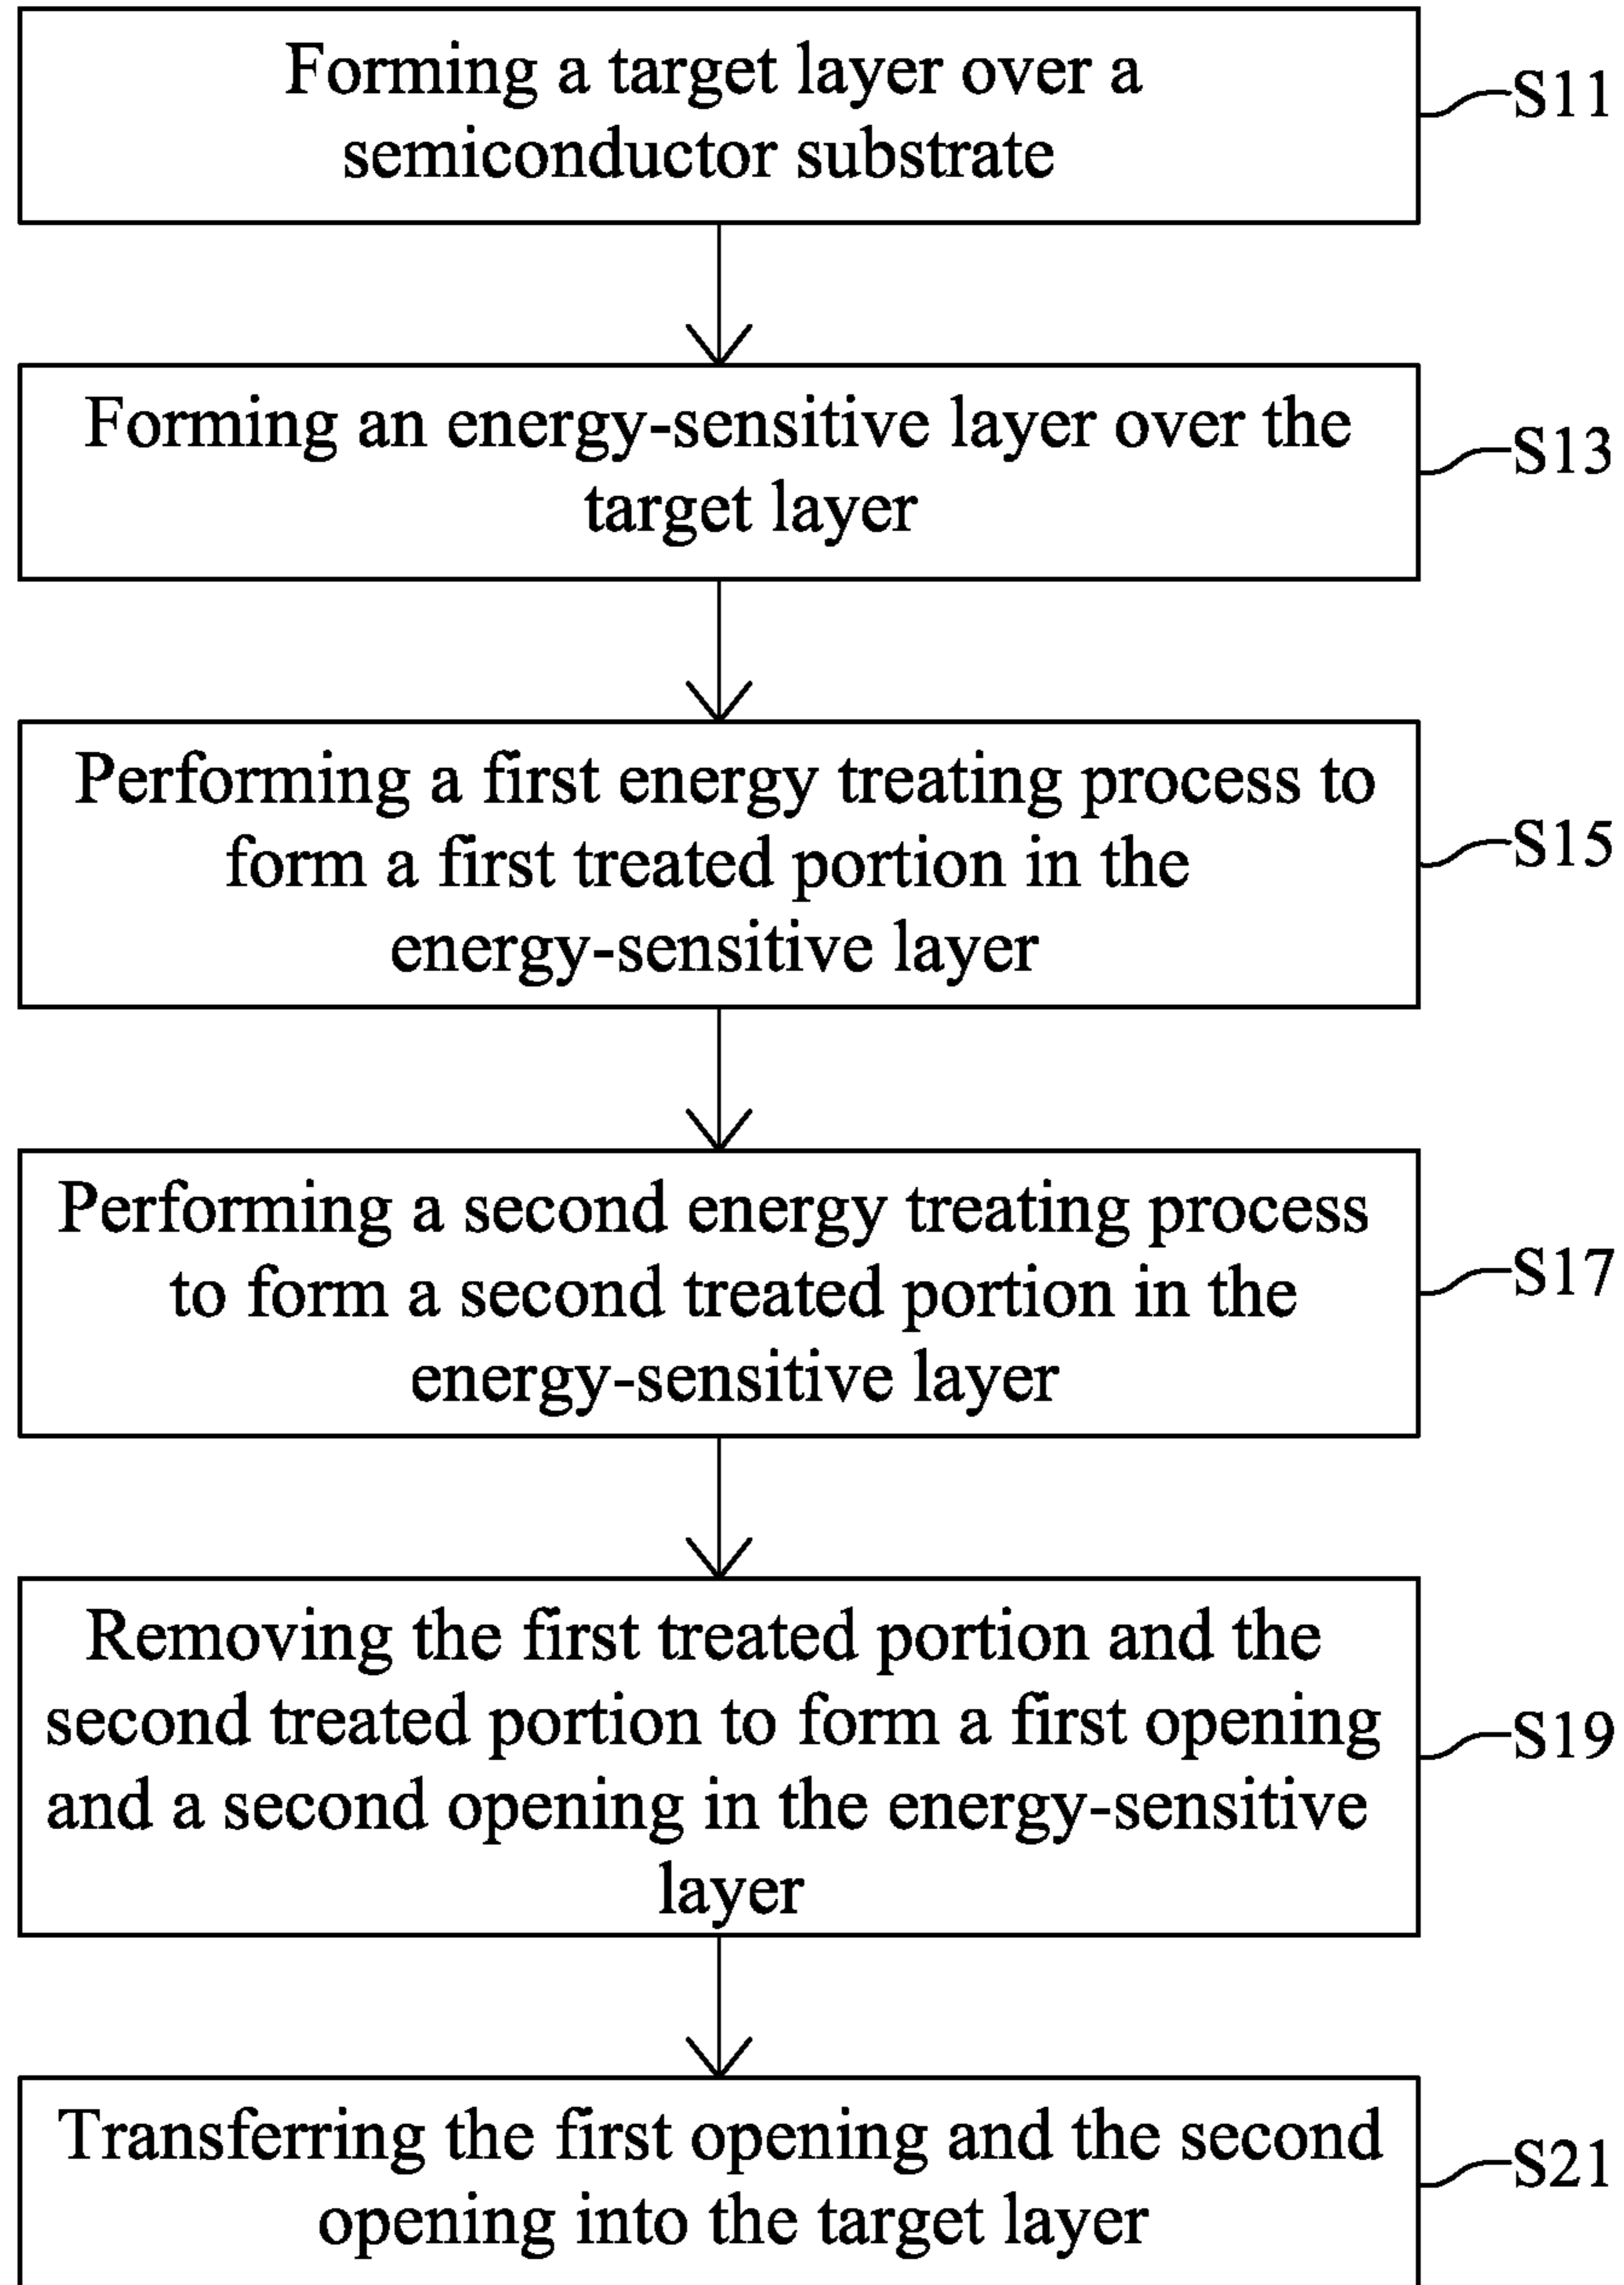 Forming a target layer over a
semiconductor substrate
S11
Forming an energy-sensitive layer over the
target layer
S13
Performing a first energy treating process to
form a first treated portion in the
energy-sensitive layer
S15
Performing a second energy treating process
to form a second treated portion in the
energy-sensitive layer
S17
Removing the first treated portion and the
second treated portion to form a first opening
and a second opening in the energy-sensitive
layer
S19
Transferring the first opening and the second
opening into the target layer
S21